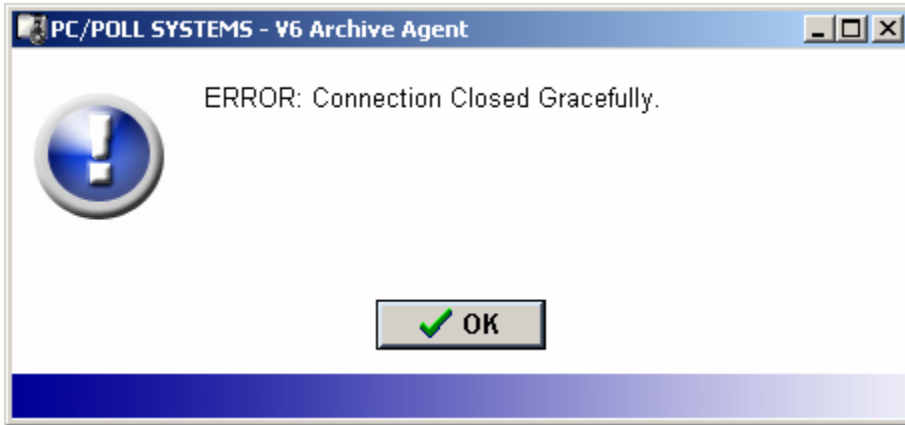 PC/POLL SYSTEMS - V6 Archive Agent
ERROR: Connection Closed Gracefully.
OK